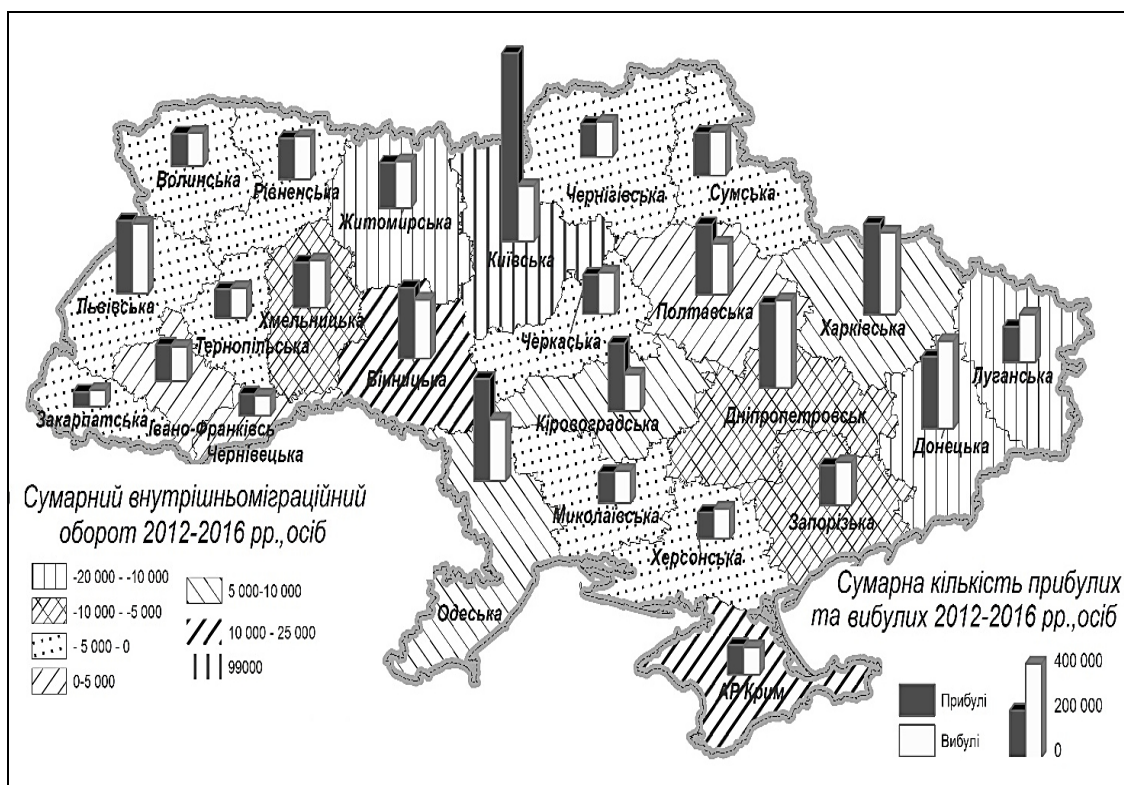 Волинська
Рівненська
Житомирська
Київська
Чернігівська
Сумська
Львівська
Тернопільська
Хмельницька
Вінницька
Черкаська
Полтавська
Харківська
Луганська
Закарпатська
Івано-Франківсь
Чернівецька
Кіровоградська
Дніпропетровськ
Донецька
Миколаївська
Запорізька
Херсонська
Одеська
АР Крим
Сумарний внутрішньоміграційний
оборот 2012-2016 рр.,осіб
-20 000 - -10 000
-10 000 - -5 000
- 5 000 - 0
0-5 000
5 000-10 000
10 000 - 25 000
99000
Сумарна кількість прибулих
та вибулих 2012-2016 рр.,осіб
Прибулі
Вибулі
400 000
200 000
0